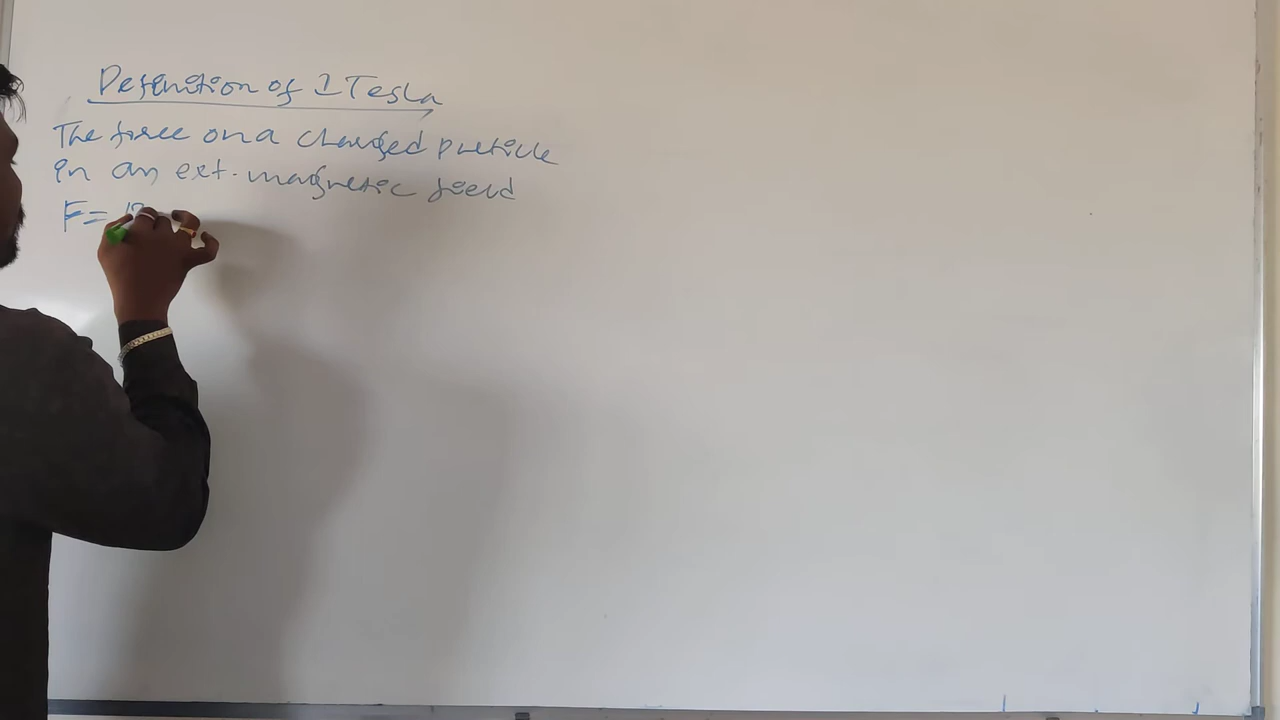 Definition of 1 Tesla
The force on a charged particle
in an ext. magnetic field
F = B